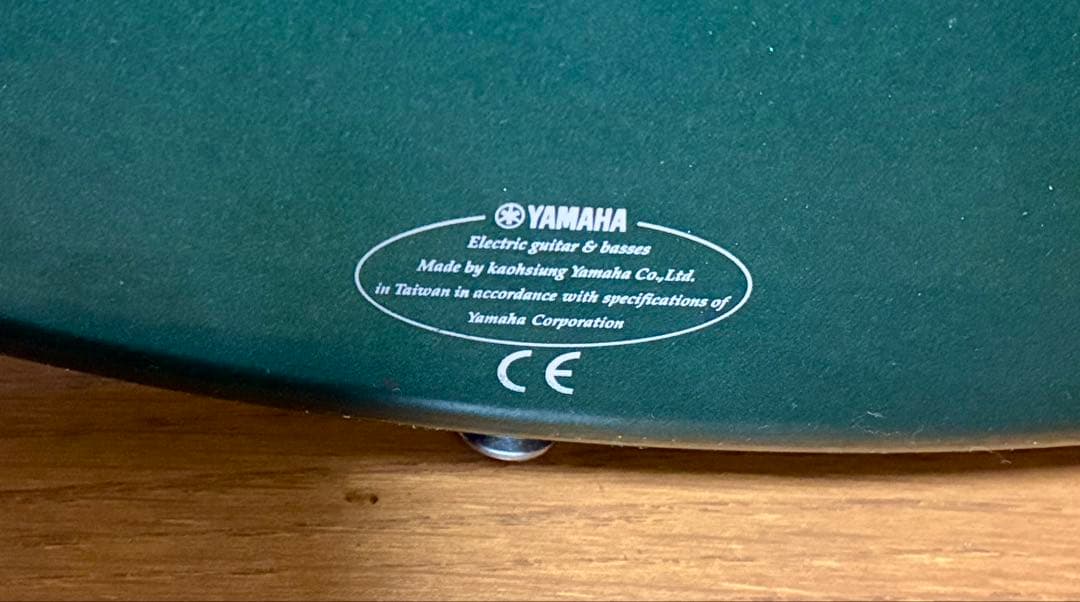 YAMAHA
Electric guitar & basses
Made by kaohsiung Yamaha Co.,Ltd.
in Taiwan in accordance with specifications of
Yamaha Corporation
CE